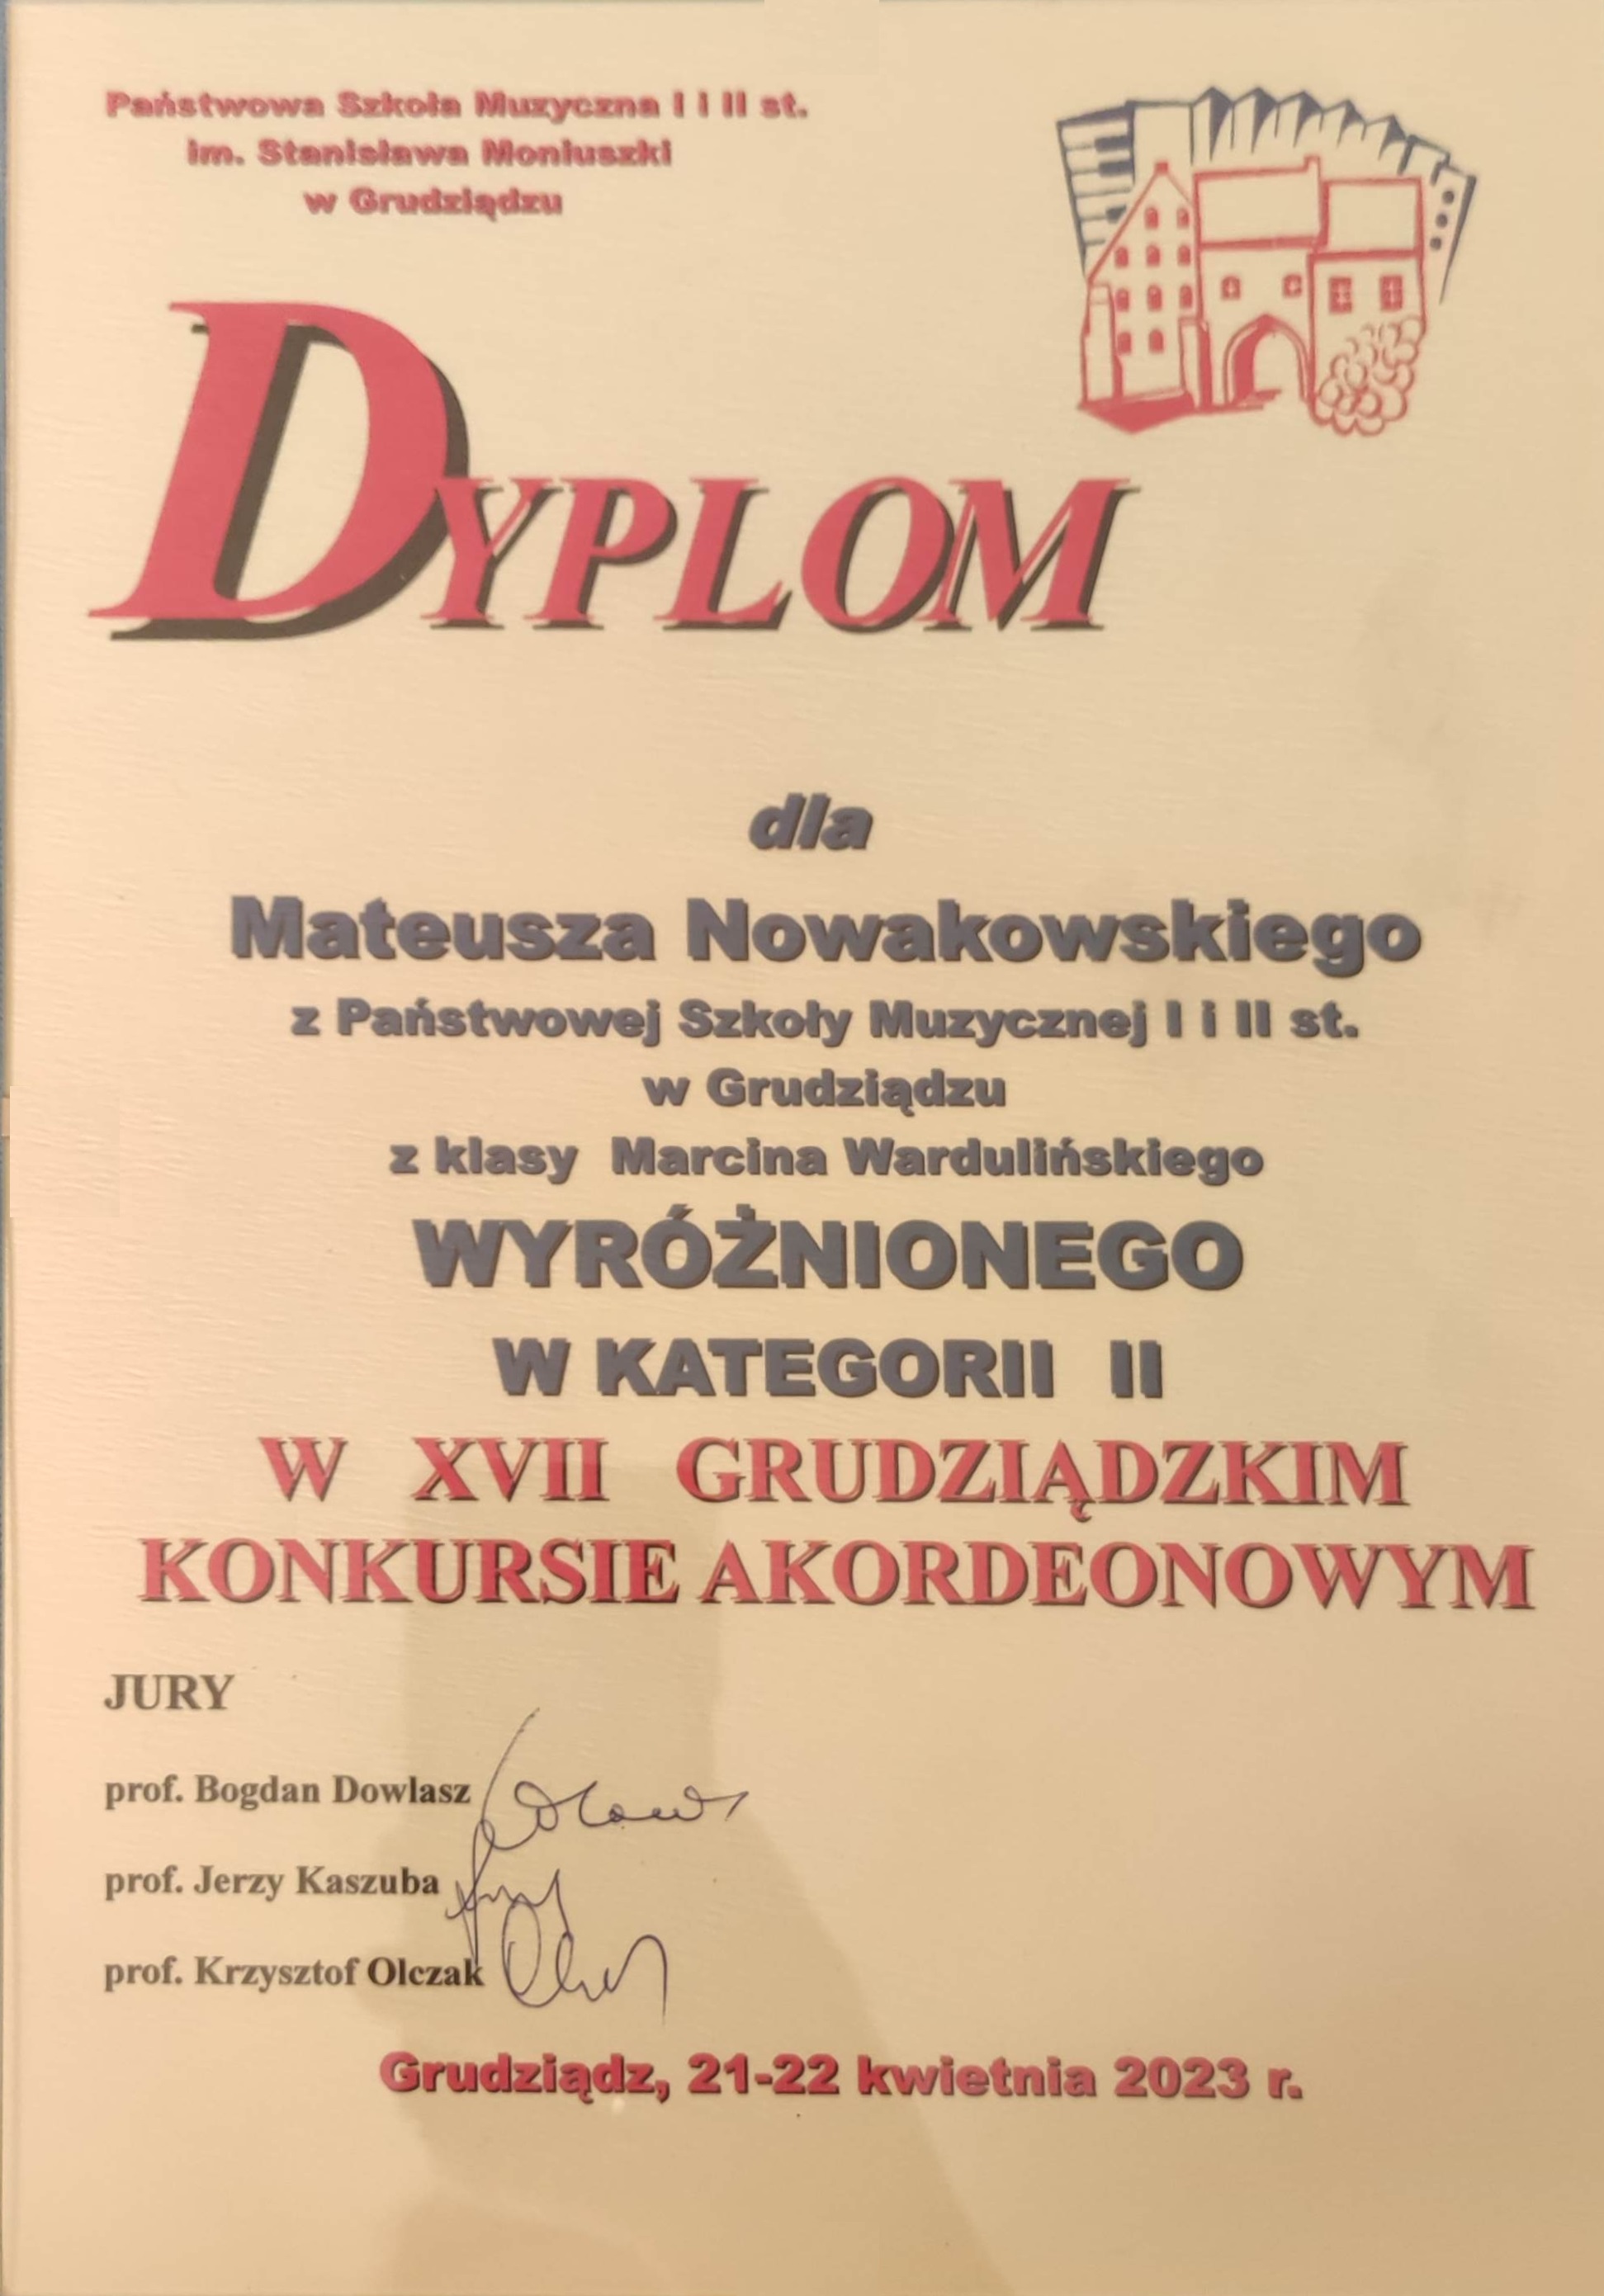 Państwowa Szkoła Muzyczna I i II st.
im. Stanisława Moniuszki
w Grudziądzu
DYPLOM
dla
Mateusza Nowakowskiego
z Państwowej Szkoły Muzycznej I i II st.
w Grudziądzu
z klasy Marcina Wardulińskiego
WYRÓŻNIONEGO
W KATEGORII II
W XVII GRUDZIĄDZKIM
KONKURSIE AKORDEONOWYM
JURY
prof. Bogdan Dowlasz
prof. Jerzy Kaszuba
prof. Krzysztof Olczak
Grudziądz, 21-22 kwietnia 2023 r.